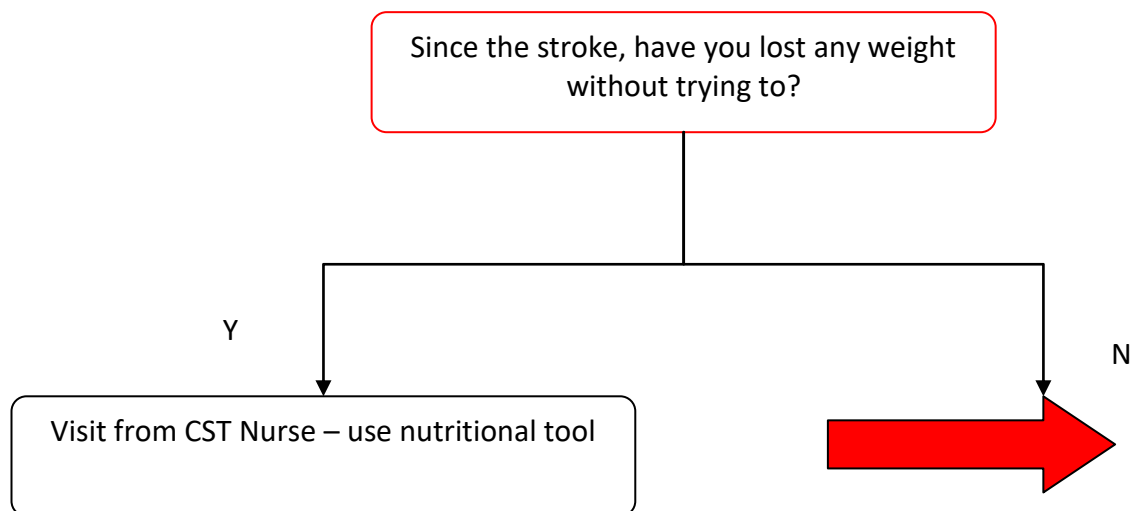 Since the stroke, have you lost any weight
without trying to?
Y
N
Visit from CST Nurse – use nutritional tool